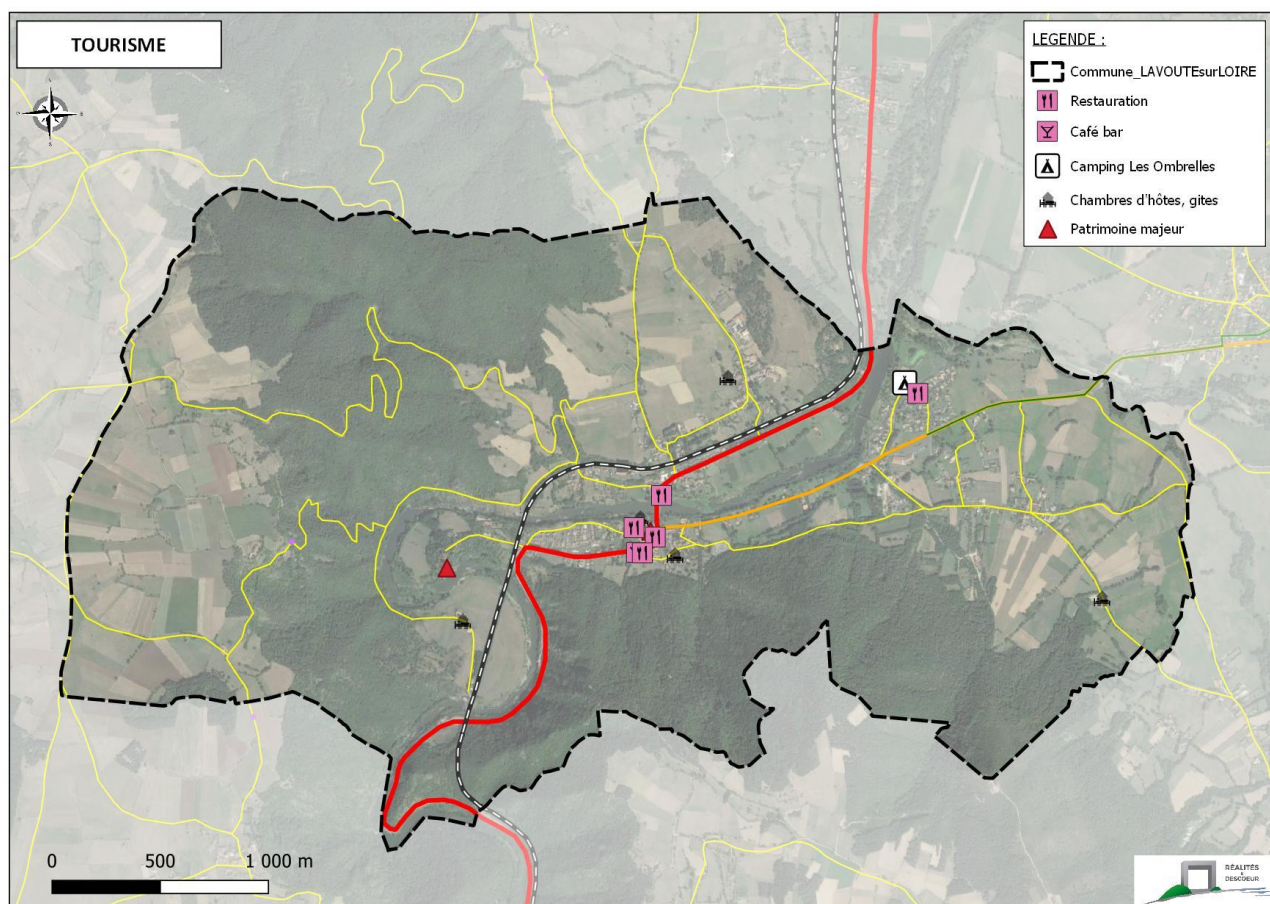 TOURISME
LEGENDE :
Commune_LAVOUTEsurLOIRE
Restauration
Café bar
Camping Les Ombrelles
Chambres d'hôtes, gites
Patrimoine majeur
0 500 1 000 m
RÉALITÉS
DESCOEUR